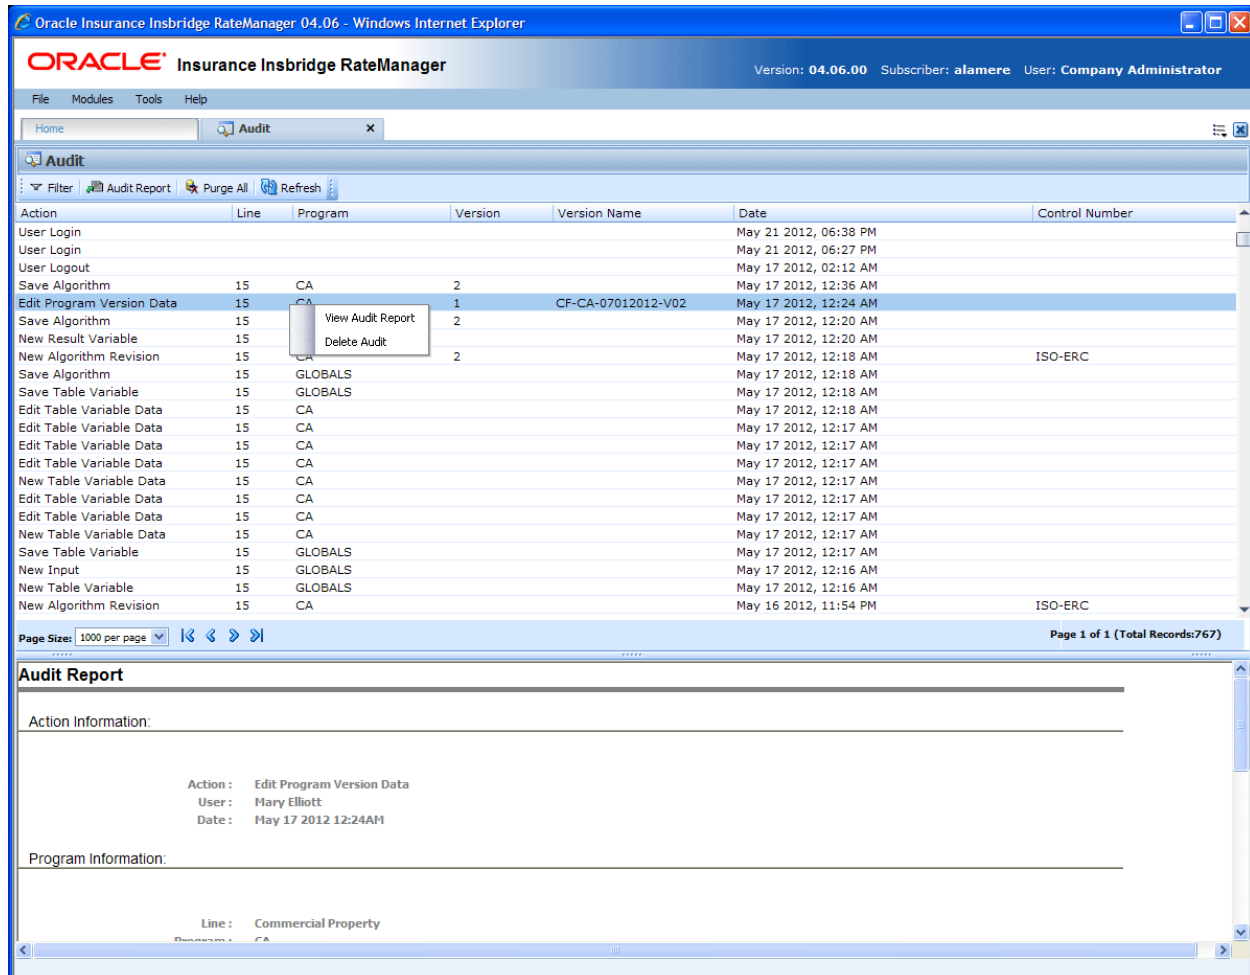 Oracle Insurance Insbridge RateManager 04.06 - Windows Internet Explorer
ORACLE Insurance Insbridge RateManager
Version: 04.06.00 Subscriber: alamere User: Company Administrator
File Modules Tools Help
Home Audit
Audit
Filter Audit Report Purge All Refresh
Action Line Program Version Version Name Date Control Number
User Login May 21 2012, 06:38 PM
User Login May 21 2012, 06:27 PM
User Logout May 17 2012, 02:12 AM
Save Algorithm 15 CA 2 May 17 2012, 12:36 AM
Edit Program Version Data 15 CA 1 CF-CA-07012012-V02 May 17 2012, 12:24 AM
Save Algorithm 15 View Audit Report 2 May 17 2012, 12:20 AM
New Result Variable 15 Delete Audit May 17 2012, 12:20 AM
New Algorithm Revision 15 CA 2 May 17 2012, 12:18 AM ISO-ERC
Save Algorithm 15 GLOBALS May 17 2012, 12:18 AM
Save Table Variable 15 GLOBALS May 17 2012, 12:18 AM
Edit Table Variable Data 15 CA May 17 2012, 12:18 AM
Edit Table Variable Data 15 CA May 17 2012, 12:17 AM
Edit Table Variable Data 15 CA May 17 2012, 12:17 AM
Edit Table Variable Data 15 CA May 17 2012, 12:17 AM
New Table Variable Data 15 CA May 17 2012, 12:17 AM
Edit Table Variable Data 15 CA May 17 2012, 12:17 AM
Edit Table Variable Data 15 CA May 17 2012, 12:17 AM
New Table Variable Data 15 CA May 17 2012, 12:17 AM
Save Table Variable 15 GLOBALS May 17 2012, 12:17 AM
New Input 15 GLOBALS May 17 2012, 12:16 AM
New Table Variable 15 GLOBALS May 17 2012, 12:16 AM
New Algorithm Revision 15 CA May 16 2012, 11:54 PM ISO-ERC
Page Size: 1000 per page Page 1 of 1 (Total Records:767)
Audit Report
Action Information:
Action : Edit Program Version Data
User : Mary Elliott
Date : May 17 2012 12:24AM
Program Information:
Line : Commercial Property
Program : CA